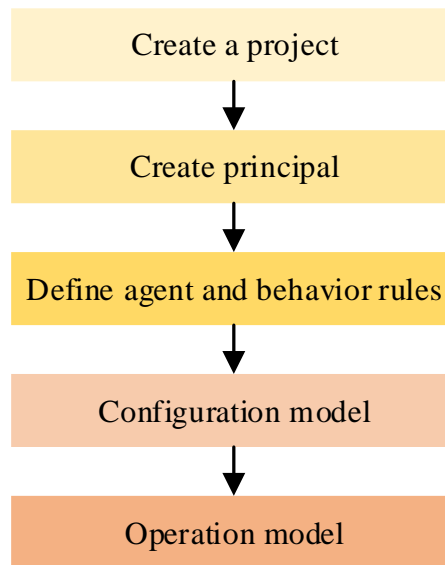 Create a project
Create principal
Define agent and behavior rules
Configuration model
Operation model